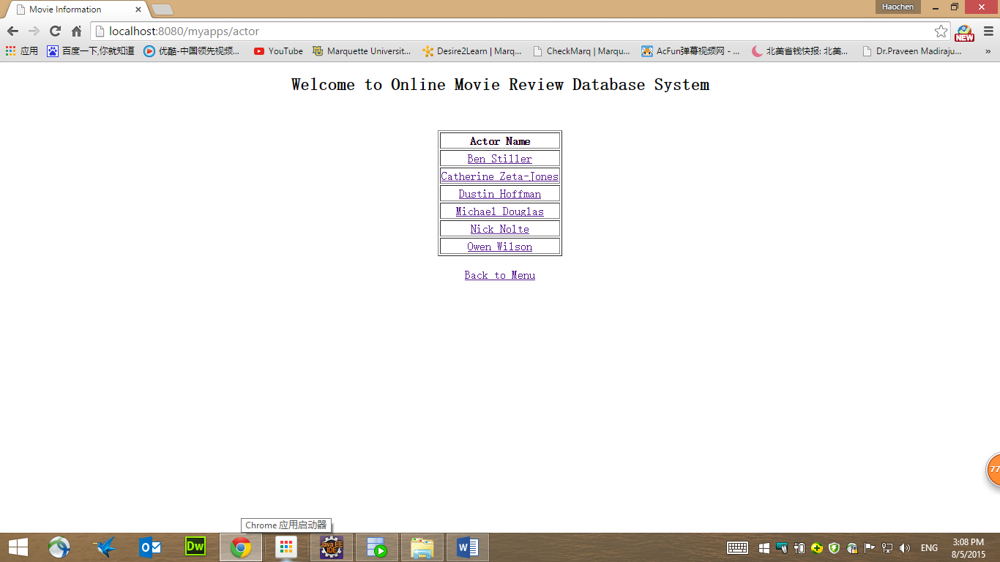 Movie Information
Haochen
localhost:8080/myapps/actor
NEW
应用
百度一下,你就知道
优酷-中国领先视频...
YouTube
Marquette Universit...
Desire2Learn | Marq...
CheckMarq | Marqu...
AcFun弹幕视频网 - ...
北美省钱快报: 北美...
Dr.Praveen Madiraju...
»
Welcome to Online Movie Review Database System
Actor Name
Ben Stiller
Catherine Zeta-Jones
Dustin Hoffman
Michael Douglas
Nick Nolte
Owen Wilson
Back to Menu
77
Chrome 应用启动器
Dw
Java EE
IDE
ENG
3:08 PM
8/5/2015